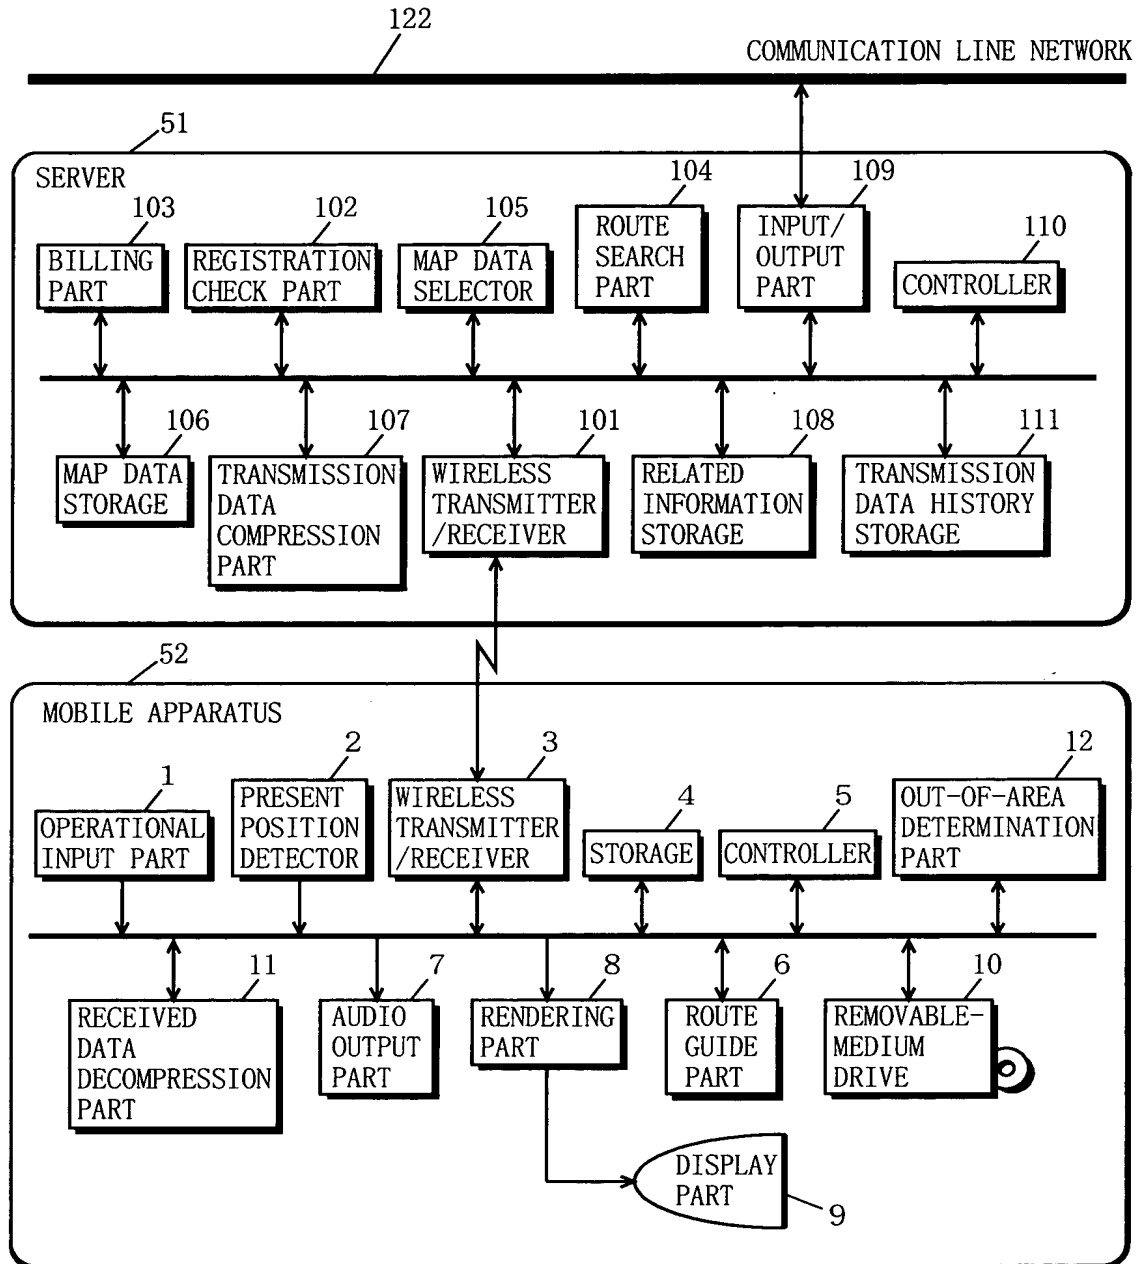 122
COMMUNICATION LINE NETWORK
51
SERVER
103
BILLING
PART
102
REGISTRATION
CHECK PART
105
MAP DATA
SELECTOR
104
ROUTE
SEARCH
PART
109
INPUT/
OUTPUT
PART
110
CONTROLLER
106
MAP DATA
STORAGE
107
TRANSMISSION
DATA
COMPRESSION
PART
101
WIRELESS
TRANSMITTER
/RECEIVER
108
RELATED
INFORMATION
STORAGE
111
TRANSMISSION
DATA HISTORY
STORAGE
52
MOBILE APPARATUS
1
OPERATIONAL
INPUT PART
2
PRESENT
POSITION
DETECTOR
3
WIRELESS
TRANSMITTER
/RECEIVER
4
STORAGE
5
CONTROLLER
12
OUT-OF-AREA
DETERMINATION
PART
11
RECEIVED
DATA
DECOMPRESSION
PART
7
AUDIO
OUTPUT
PART
8
RENDERING
PART
6
ROUTE
GUIDE
PART
10
REMOVABLE-
MEDIUM
DRIVE
DISPLAY
PART
9